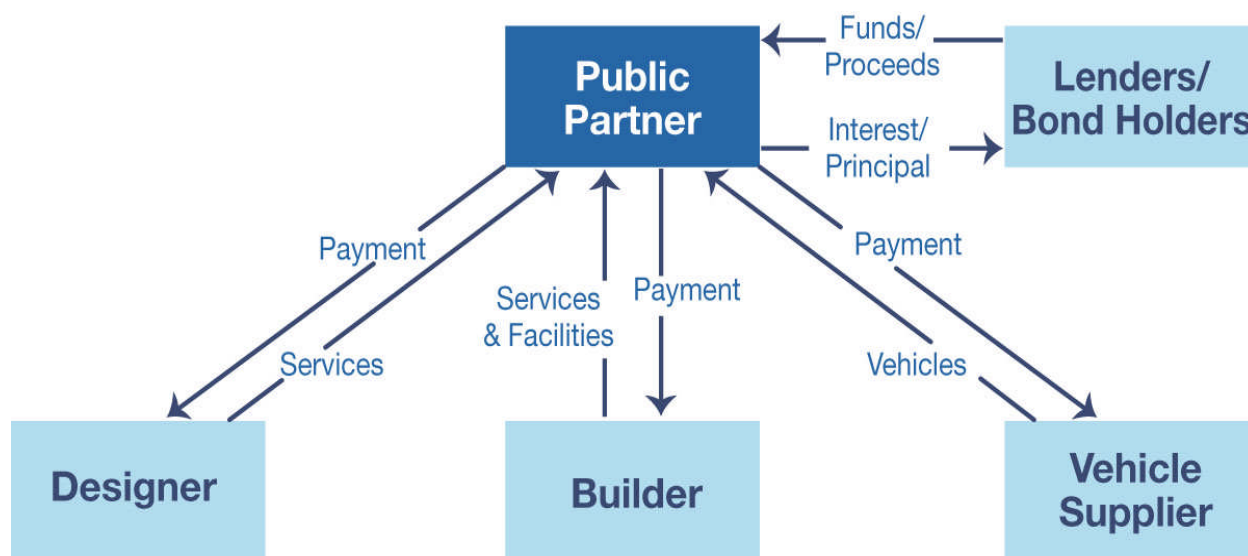 Public
Partner
Funds/
Proceeds
Lenders/
Bond Holders
Interest/
Principal
Payment
Services
Services
& Facilities
Payment
Payment
Vehicles
Designer
Builder
Vehicle
Supplier